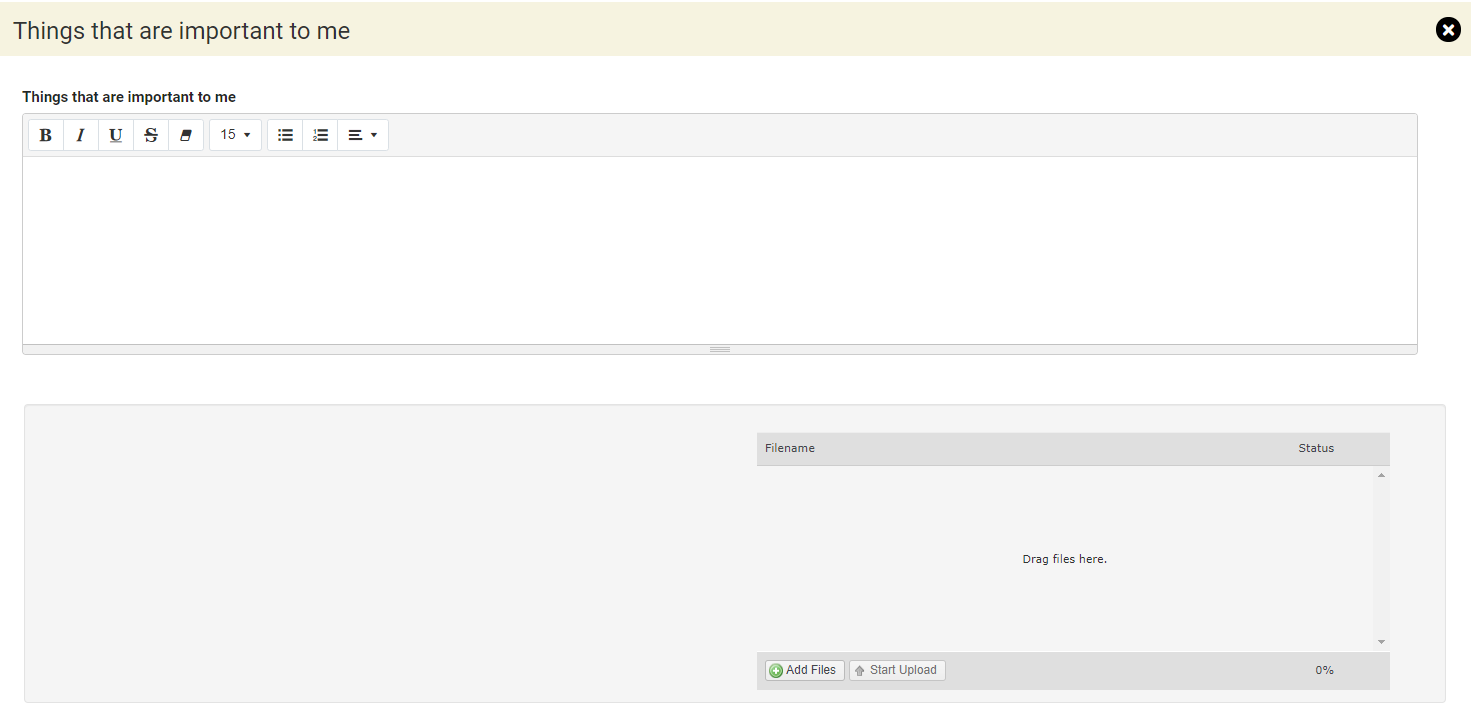 Things that are important to me
Things that are important to me
B I U S 15
Filename Status
Drag files here.
Add Files Start Upload 0%